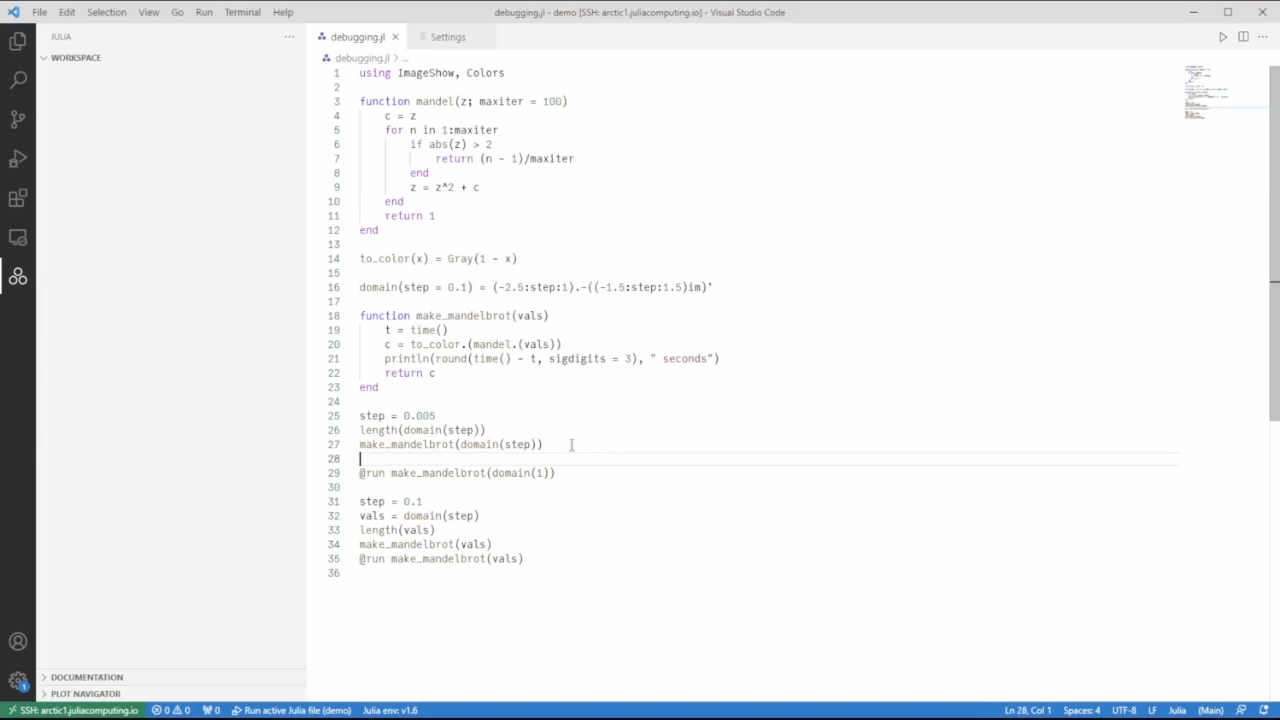 File Edit Selection View Go Run Terminal Help
debugging.jl - demo [SSH: arctic1.juliacomputing.io] - Visual Studio Code
JULIA
WORKSPACE
DOCUMENTATION
PLOT NAVIGATOR
debugging.jl
Settings
debugging.jl > ...
1 using ImageShow, Colors
2
3 function mandel(z; maxiter = 100)
4 c = z
5 for n in 1:maxiter
6 if abs(z) > 2
7 return (n - 1)/maxiter
8 end
9 z = z^2 + c
10 end
11 return 1
12 end
13
14 to_color(x) = Gray(1 - x)
15
16 domain(step = 0.1) = (-2.5:step:1).-((-1.5:step:1.5)im)'
17
18 function make_mandelbrot(vals)
19 t = time()
20 c = to_color.(mandel.(vals))
21 println(round(time() - t, sigdigits = 3), " seconds")
22 return c
23 end
24
25 step = 0.005
26 length(domain(step))
27 make_mandelbrot(domain(step))
28
29 @run make_mandelbrot(domain(1))
30
31 step = 0.1
32 vals = domain(step)
33 length(vals)
34 make_mandelbrot(vals)
35 @run make_mandelbrot(vals)
36
1
SSH: arctic1.juliacomputing.io 0 0 0 Run active Julia file (demo) Julia env: v1.6 Ln 28, Col 1 Spaces: 4 UTF-8 LF Julia (Main)